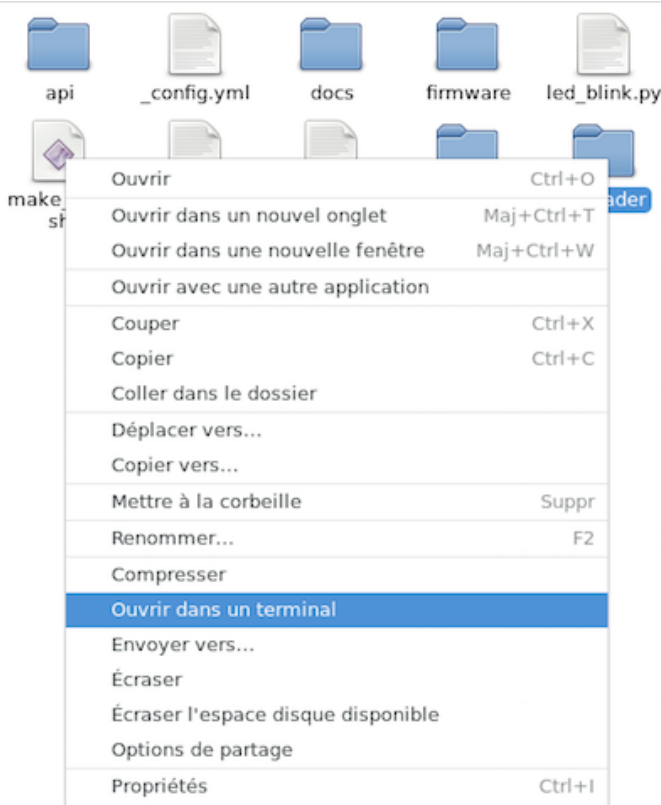 api
_config.yml
docs
firmware
led_blink.py
make_
sh
ader
Ouvrir Ctrl+O
Ouvrir dans un nouvel onglet Maj+Ctrl+T
Ouvrir dans une nouvelle fenêtre Maj+Ctrl+W
Ouvrir avec une autre application
Couper Ctrl+X
Copier Ctrl+C
Coller dans le dossier
Déplacer vers...
Copier vers...
Mettre à la corbeille Suppr
Renommer... F2
Compresser
Ouvrir dans un terminal
Envoyer vers...
Écraser
Écraser l'espace disque disponible
Options de partage
Propriétés Ctrl+I